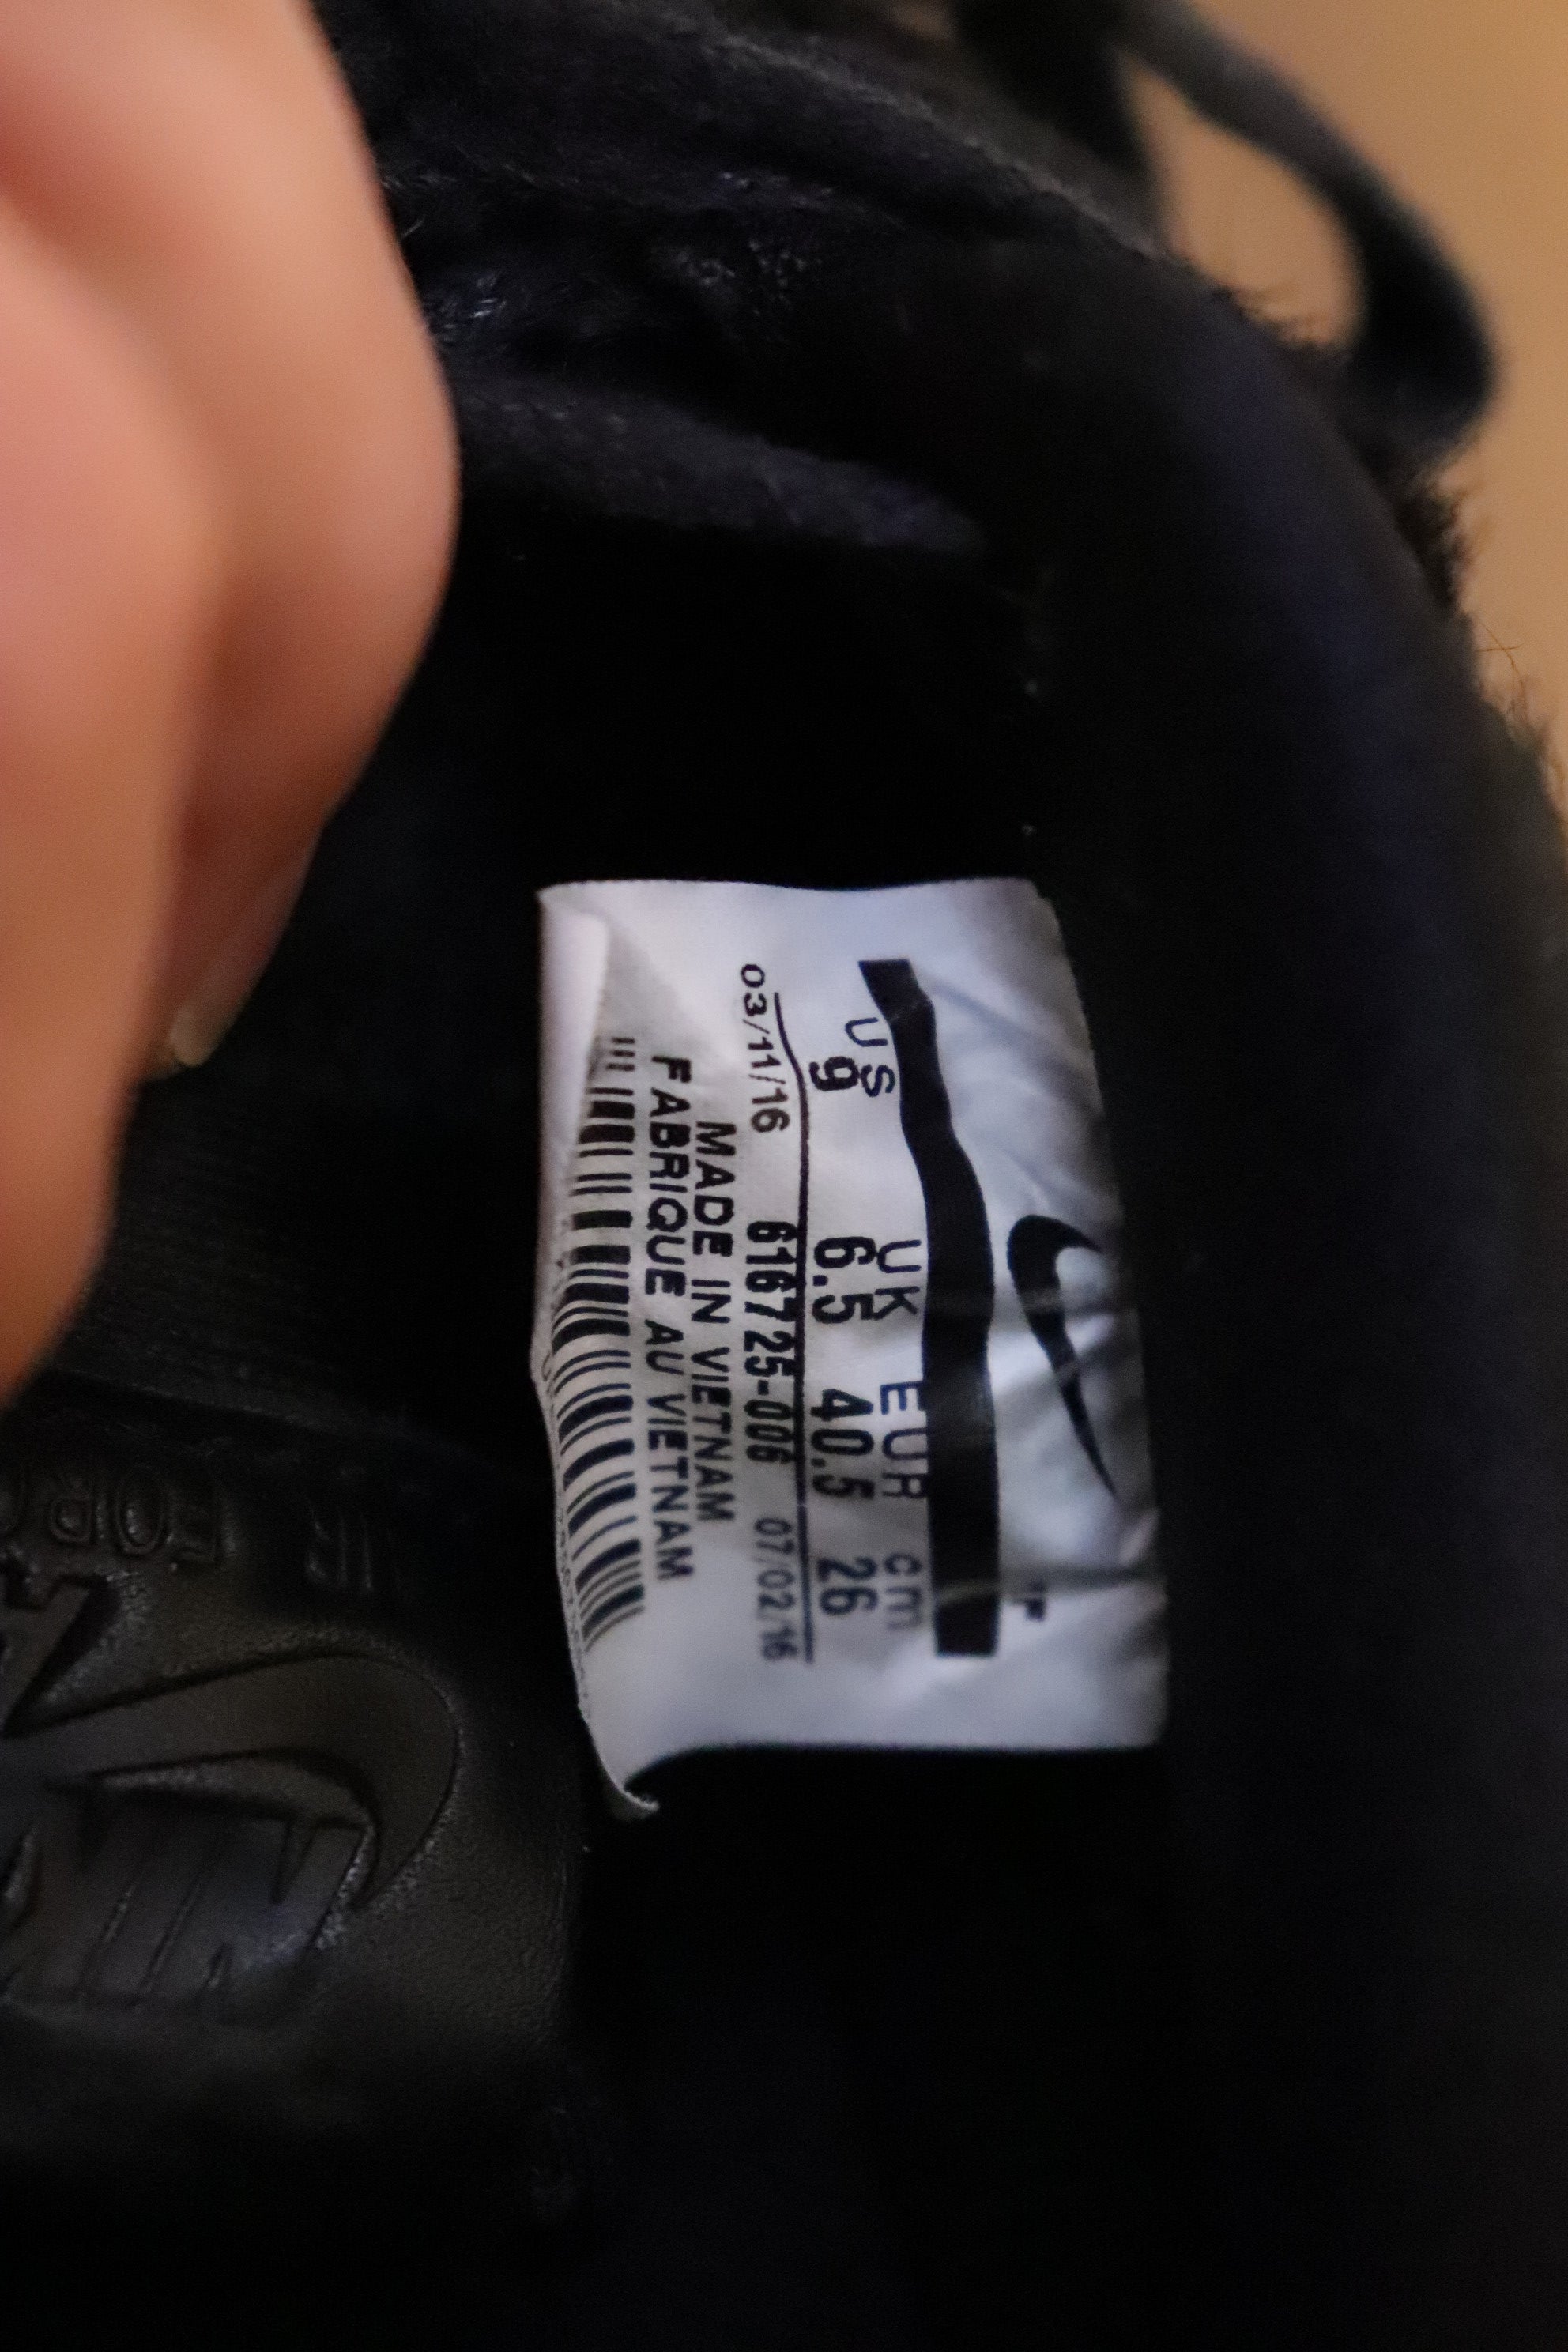 US UK EUR cm
9 6.5 40.5 26
03/11/16 616725-006 07/02/16
MADE IN VIETNAM
FABRIQUE AU VIETNAM